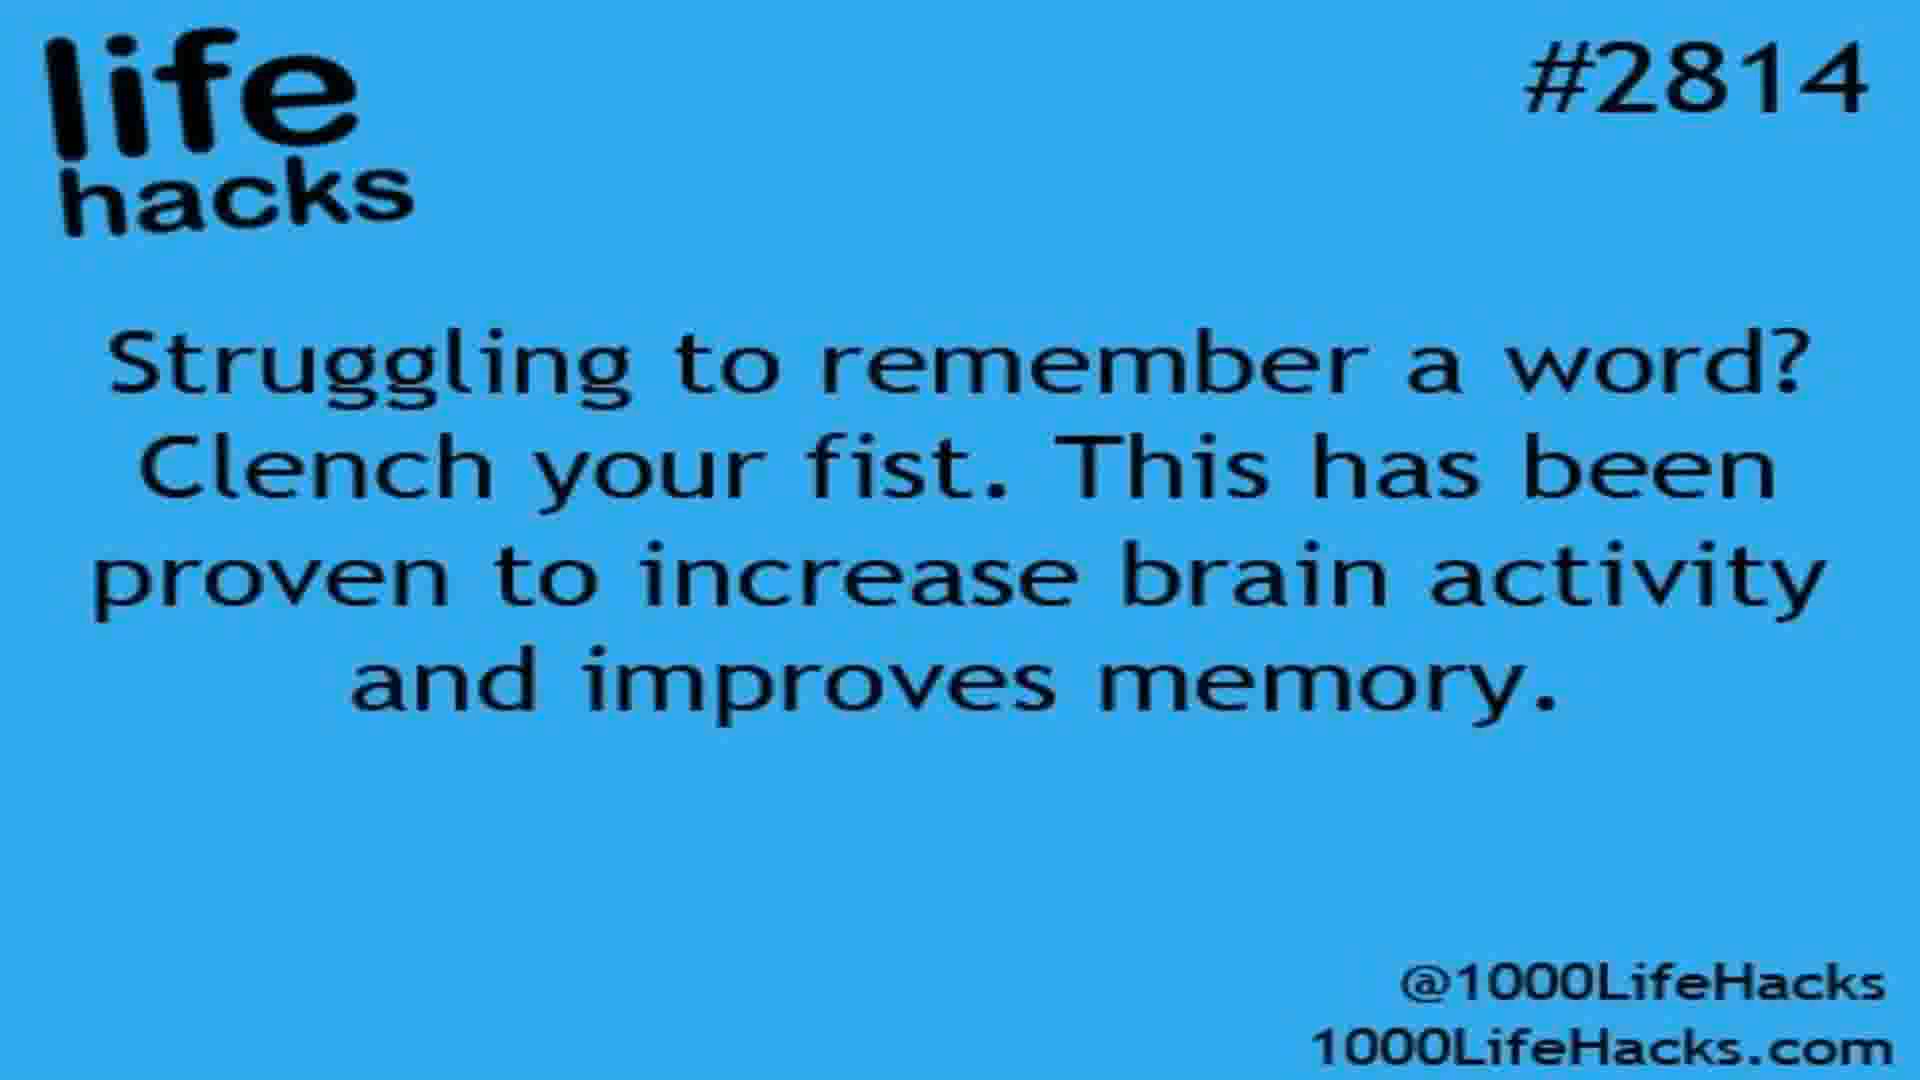 life
hacks
#2814
Struggling to remember a word?
Clench your fist. This has been
proven to increase brain activity
and improves memory.
@1000LifeHacks
1000LifeHacks.com